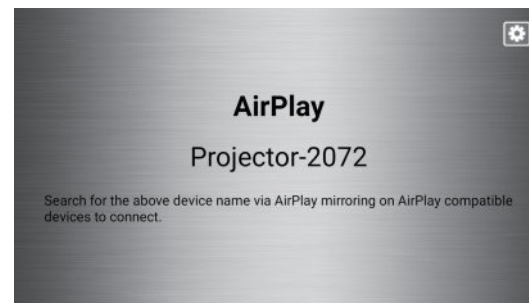 AirPlay
Projector-2072
Search for the above device name via AirPlay mirroring on AirPlay compatible
devices to connect.